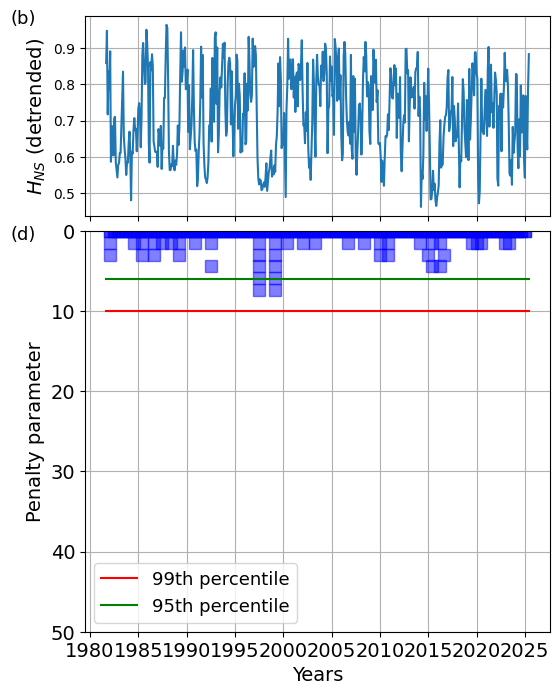 (b)
H_NS (detrended)
0.9
0.8
0.7
0.6
0.5
(d)
Penalty parameter
0
10
20
30
40
50
99th percentile
95th percentile
1980 1985 1990 1995 2000 2005 2010 2015 2020 2025
Years